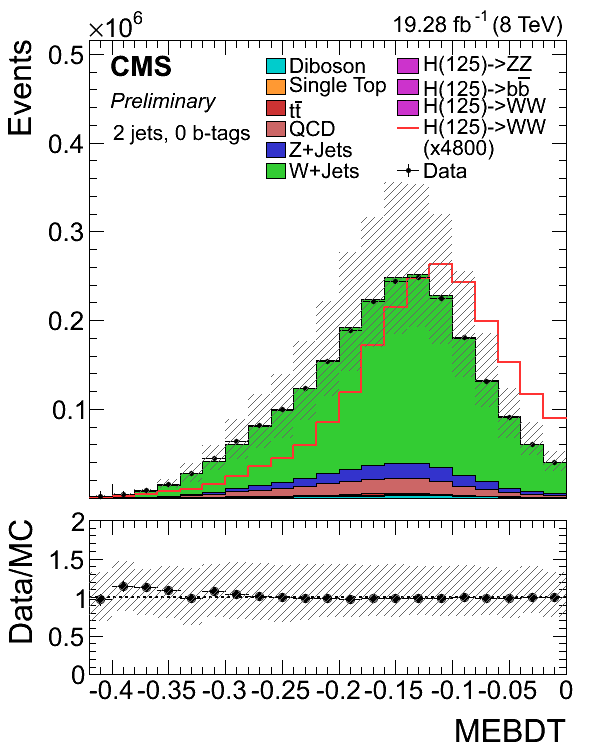 ×10⁶
19.28 fb⁻¹ (8 TeV)
Events
0.5
0.4
0.3
0.2
0.1
CMS
Preliminary
2 jets, 0 b-tags
Diboson
Single Top
tt̅
QCD
Z+Jets
W+Jets
H(125)->ZZ
H(125)->bb̅
H(125)->WW
H(125)->WW
(x4800)
Data
Data/MC
2
1.5
1
0.5
0
-0.4 -0.35 -0.3 -0.25 -0.2 -0.15 -0.1 -0.05 0
MEBDT